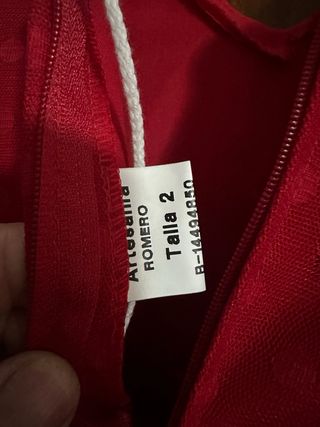 Artesanía
ROMERO
Talla 2
B-14494850